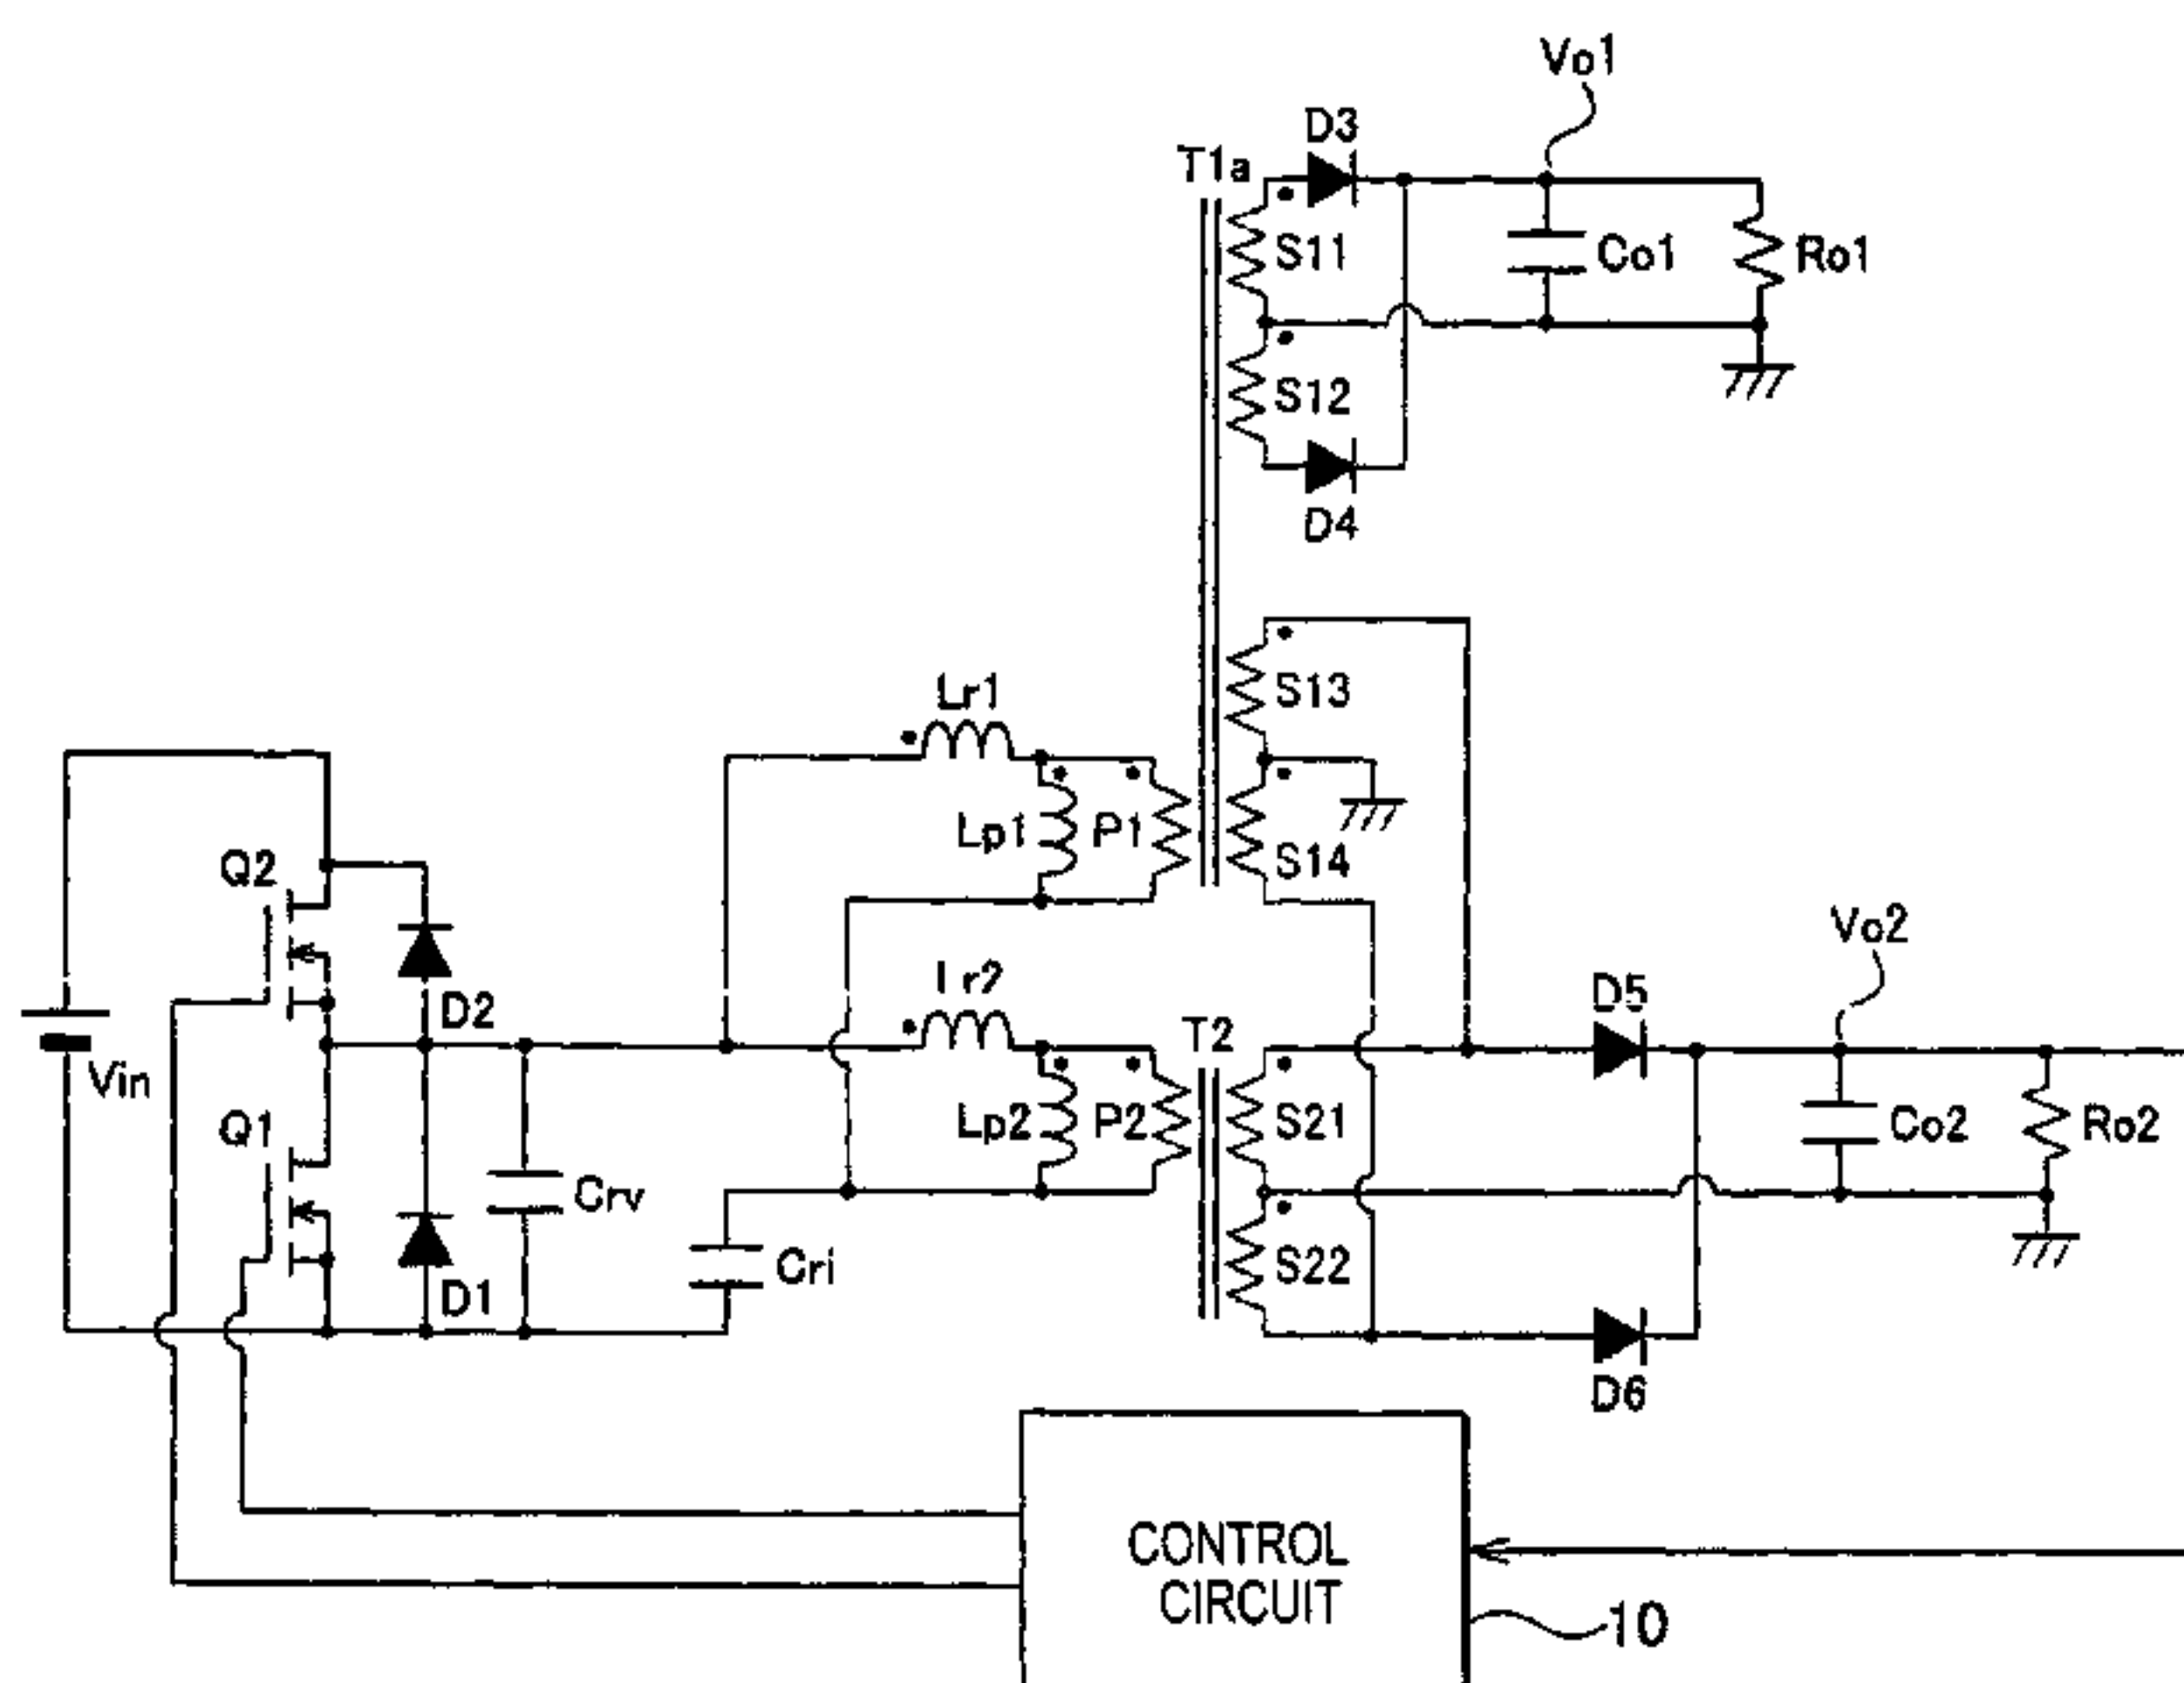 Vo1
D3
T1a
S11
Co1
Ro1
S12
D4
S13
Lr1
Lp1
P1
S14
Q2
Vo2
D2
Lr2
D5
T2
Vin
Q1
Lp2
P2
S21
Co2
Ro2
Crv
Cri
S22
D1
D6
CONTROL
CIRCUIT
10